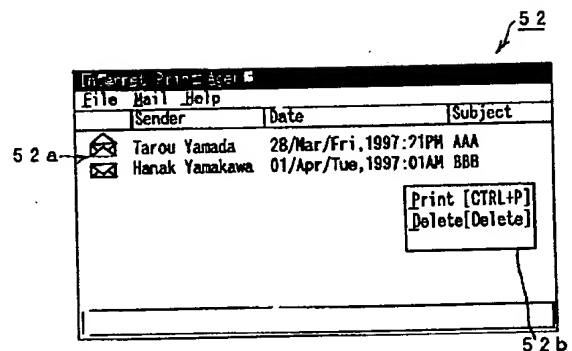 52
Internet Print Agent
File Mail Help
Sender Date Subject
52a Tarou Yamada 28/Mar/Fri,1997:21PM AAA
Hanak Yamakawa 01/Apr/Tue,1997:01AM BBB
Print [CTRL+P]
Delete[Delete]
52b